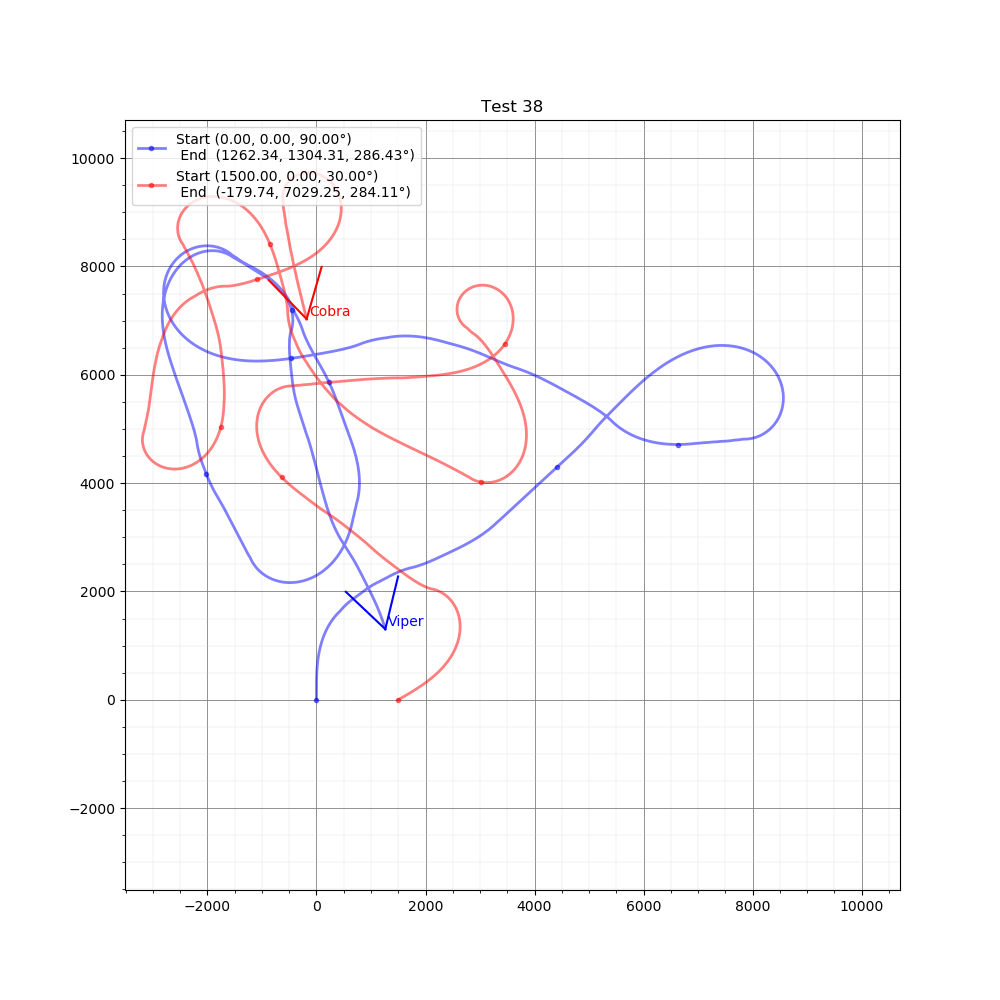 Test 38
Start (0.00, 0.00, 90.00°)
End (1262.34, 1304.31, 286.43°)
Start (1500.00, 0.00, 30.00°)
End (-179.74, 7029.25, 284.11°)
10000
8000
6000
4000
2000
0
−2000
Cobra
Viper
−2000
0
2000
4000
6000
8000
10000